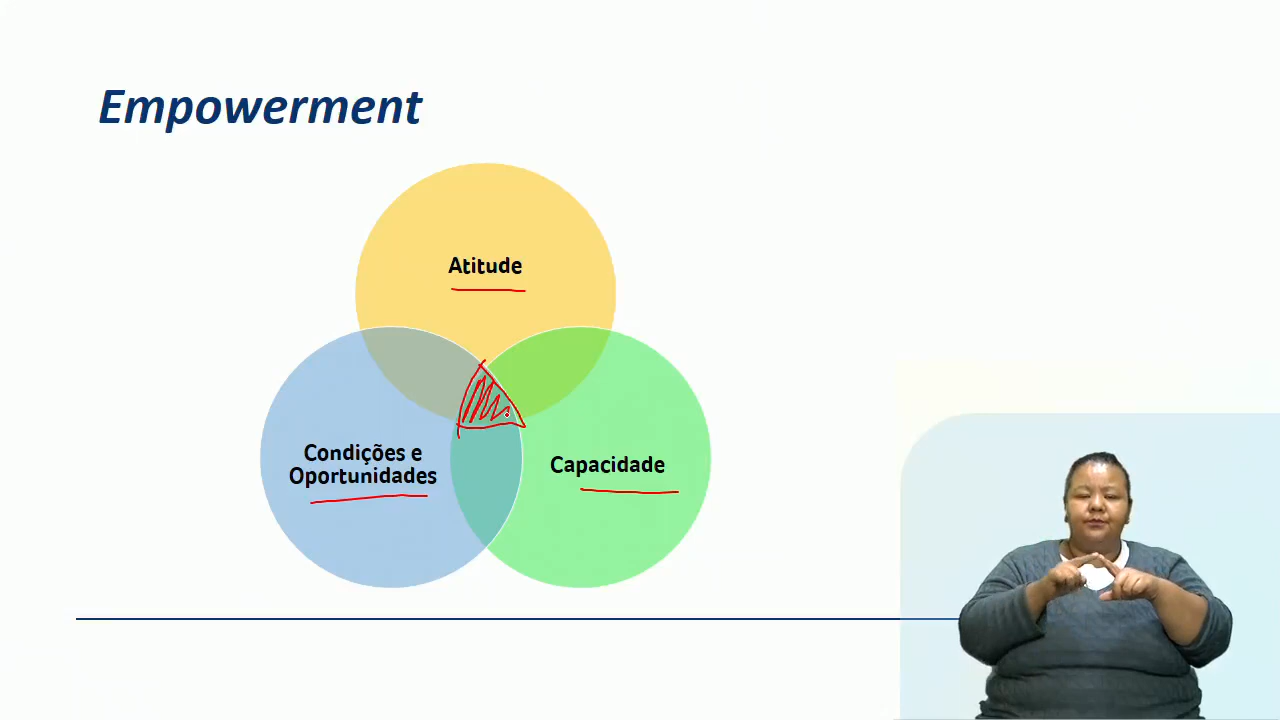 Empowerment
Atitude
Condições e
Oportunidades
Capacidade